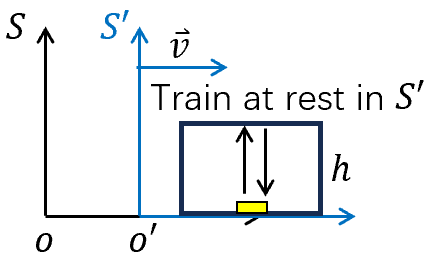 S S′ v⃗
Train at rest in S′
h
o o′